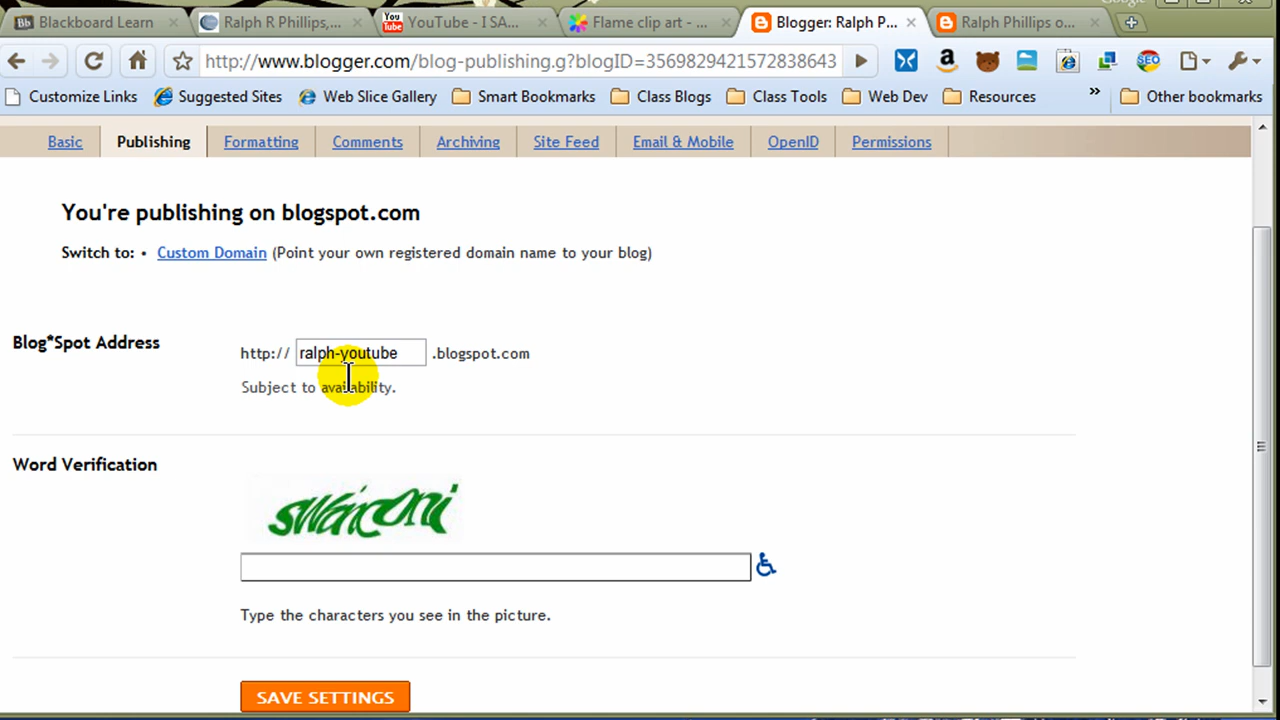 Google
Blackboard Learn
Ralph R Phillips,...
YouTube - I SA...
Flame clip art - ...
Blogger: Ralph P...
Ralph Phillips o...
http://www.blogger.com/blog-publishing.g?blogID=3569829421572838643
Customize Links
Suggested Sites
Web Slice Gallery
Smart Bookmarks
Class Blogs
Class Tools
Web Dev
Resources
»
Other bookmarks
Basic
Publishing
Formatting
Comments
Archiving
Site Feed
Email & Mobile
OpenID
Permissions
You're publishing on blogspot.com
Switch to: • Custom Domain (Point your own registered domain name to your blog)
Blog*Spot Address
http:// ralph-youtube .blogspot.com
Subject to availability.
Word Verification
Type the characters you see in the picture.
SAVE SETTINGS